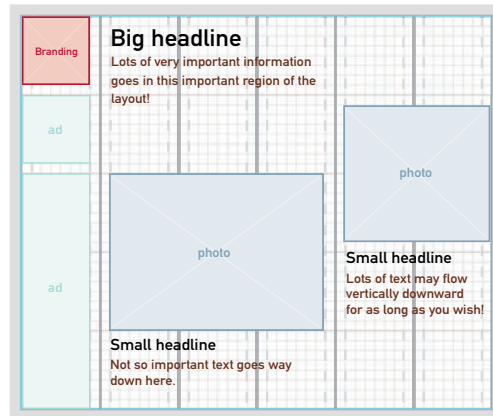 Branding
Big headline
Lots of very important information
goes in this important region of the
layout!
ad
photo
Small headline
Lots of text may flow
vertically downward
for as long as you wish!
ad
photo
Small headline
Not so important text goes way
down here.